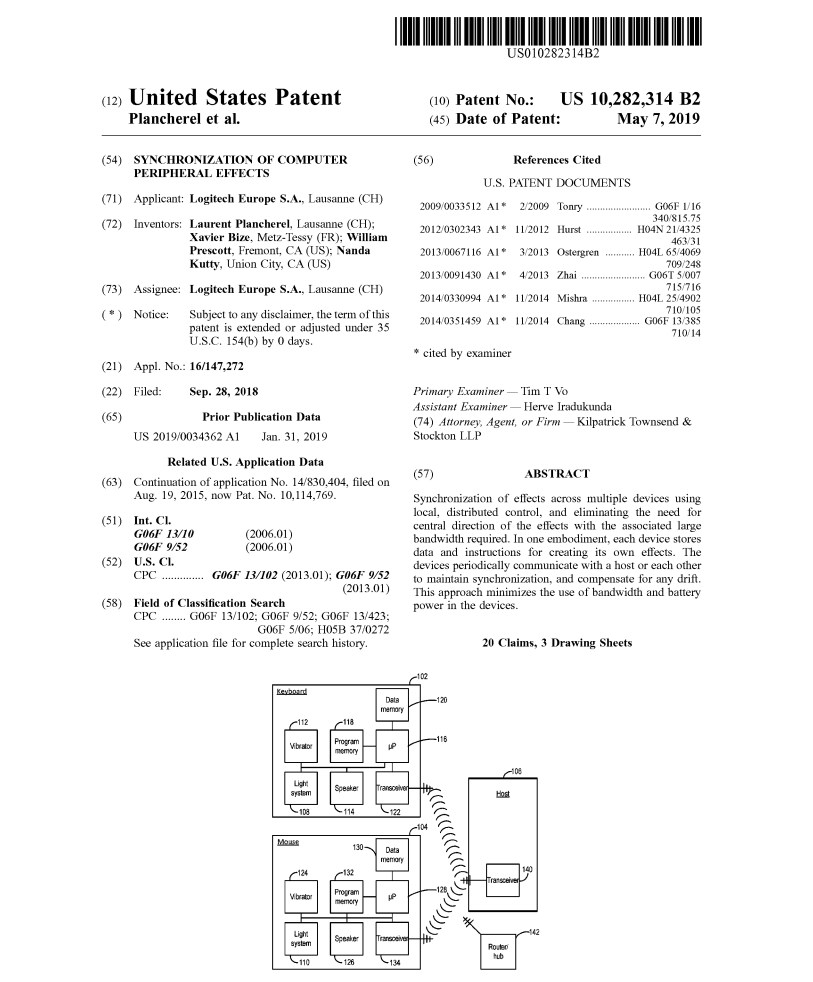 US010282314B2
(12) United States Patent
Plancherel et al.
(10) Patent No.: US 10,282,314 B2
(45) Date of Patent: May 7, 2019
(54) SYNCHRONIZATION OF COMPUTER
PERIPHERAL EFFECTS
(71) Applicant: Logitech Europe S.A., Lausanne (CH)
(72) Inventors: Laurent Plancherel, Lausanne (CH);
Xavier Bize, Metz-Tessy (FR); William
Prescott, Fremont, CA (US); Nanda
Kutty, Union City, CA (US)
(73) Assignee: Logitech Europe S.A., Lausanne (CH)
( * ) Notice: Subject to any disclaimer, the term of this
patent is extended or adjusted under 35
U.S.C. 154(b) by 0 days.
(21) Appl. No.: 16/147,272
(22) Filed: Sep. 28, 2018
(65) Prior Publication Data
US 2019/0034362 A1 Jan. 31, 2019
Related U.S. Application Data
(63) Continuation of application No. 14/830,404, filed on
Aug. 19, 2015, now Pat. No. 10,114,769.
(51) Int. Cl.
G06F 13/10 (2006.01)
G06F 9/52 (2006.01)
(52) U.S. Cl.
CPC ............. G06F 13/102 (2013.01); G06F 9/52
(2013.01)
(58) Field of Classification Search
CPC ........ G06F 13/102; G06F 9/52; G06F 13/423;
G06F 5/06; H05B 37/0272
See application file for complete search history.
(56) References Cited
U.S. PATENT DOCUMENTS
2009/0033512 A1* 2/2009 Tonry ........................ G06F 1/16
340/815.75
2012/0302343 A1* 11/2012 Hurst ................. H04N 21/4325
463/31
2013/0067116 A1* 3/2013 Ostergren ........... H04L 65/4069
709/248
2013/0091430 A1* 4/2013 Zhai ....................... G06T 5/007
715/716
2014/0330994 A1* 11/2014 Mishra ................ H04L 25/4902
710/105
2014/0351459 A1* 11/2014 Chang ................... G06F 13/385
710/14
* cited by examiner
Primary Examiner — Tim T Vo
Assistant Examiner — Herve Iradukunda
(74) Attorney, Agent, or Firm — Kilpatrick Townsend &
Stockton LLP
(57) ABSTRACT
Synchronization of effects across multiple devices using
local, distributed control, and eliminating the need for
central direction of the effects with the associated large
bandwidth required. In one embodiment, each device stores
data and instructions for creating its own effects. The
devices periodically communicate with a host or each other
to maintain synchronization, and compensate for any drift.
This approach minimizes the use of bandwidth and battery
power in the devices.
20 Claims, 3 Drawing Sheets
102
Keyboard
Data
memory
120
112
118
116
Vibrator
Program
memory
µP
Light
system
Speaker
Transceiver
108
114
122
104
Mouse
130
Data
memory
124
132
128
Vibrator
Program
memory
µP
Light
system
Speaker
Transceiver
110
126
134
106
Host
140
Transceiver
142
Router/
hub